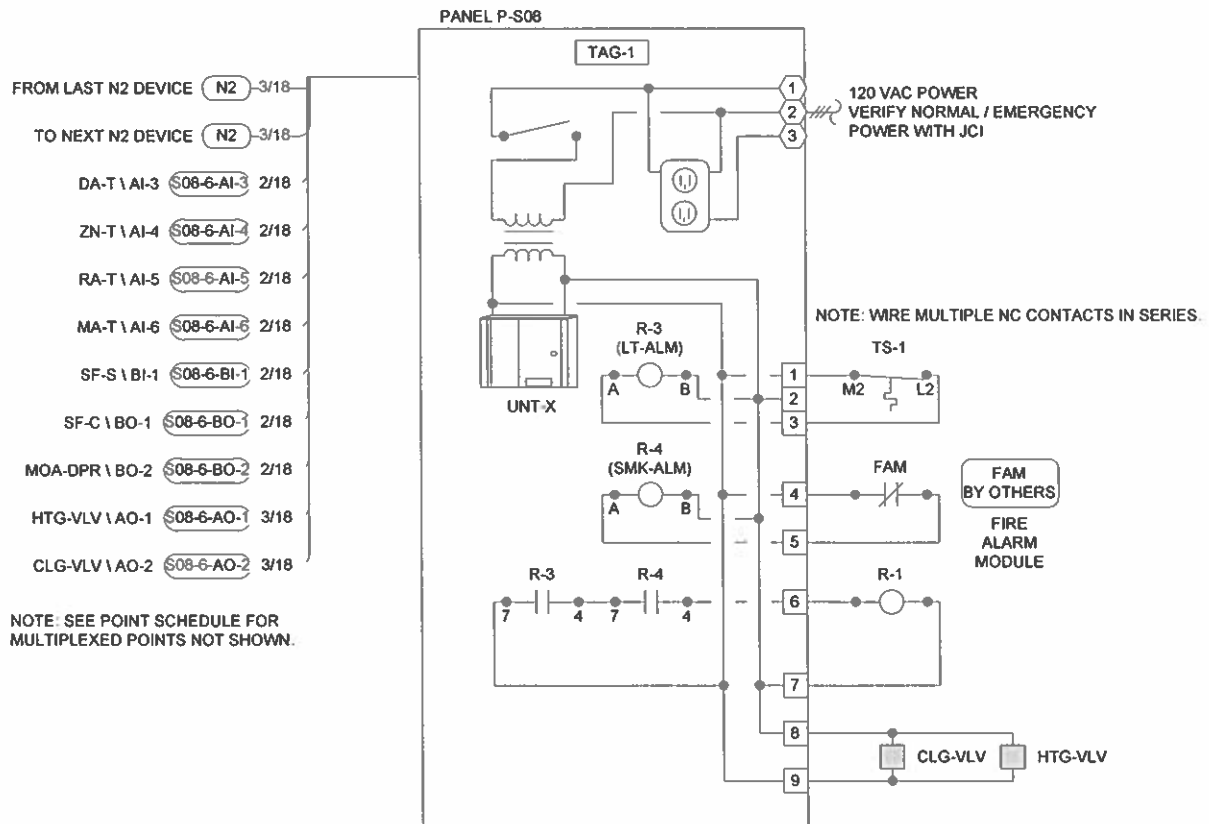 PANEL P-S08
TAG-1
FROM LAST N2 DEVICE N2 3/18
TO NEXT N2 DEVICE N2 3/18
DA-T \ AI-3 S08-6-AI-3 2/18
ZN-T \ AI-4 S08-6-AI-4 2/18
RA-T \ AI-5 S08-6-AI-5 2/18
MA-T \ AI-6 S08-6-AI-6 2/18
SF-S \ BI-1 S08-6-BI-1 2/18
SF-C \ BO-1 S08-6-BO-1 2/18
MOA-DPR \ BO-2 S08-6-BO-2 2/18
HTG-VLV \ AO-1 S08-6-AO-1 3/18
CLG-VLV \ AO-2 S08-6-AO-2 3/18
NOTE: SEE POINT SCHEDULE FOR
MULTIPLEXED POINTS NOT SHOWN.
1
2
3
120 VAC POWER
VERIFY NORMAL / EMERGENCY
POWER WITH JCI
UNT-X
NOTE: WIRE MULTIPLE NC CONTACTS IN SERIES.
R-3
(LT-ALM)
A B
1
2
3
TS-1
M2 L2
R-4
(SMK-ALM)
A B
4
5
FAM
FAM
BY OTHERS
FIRE
ALARM
MODULE
R-3 R-4
7 4 7 4
6
R-1
7
8
9
CLG-VLV HTG-VLV